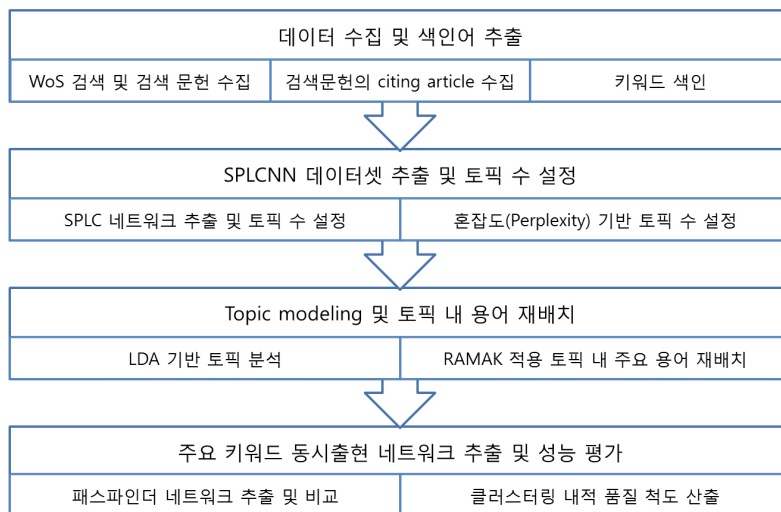 데이터 수집 및 색인어 추출
WoS 검색 및 검색 문헌 수집
검색문헌의 citing article 수집
키워드 색인
SPLCNN 데이터셋 추출 및 토픽 수 설정
SPLC 네트워크 추출 및 토픽 수 설정
혼잡도(Perplexity) 기반 토픽 수 설정
Topic modeling 및 토픽 내 용어 재배치
LDA 기반 토픽 분석
RAMAK 적용 토픽 내 주요 용어 재배치
주요 키워드 동시출현 네트워크 추출 및 성능 평가
패스파인더 네트워크 추출 및 비교
클러스터링 내적 품질 척도 산출